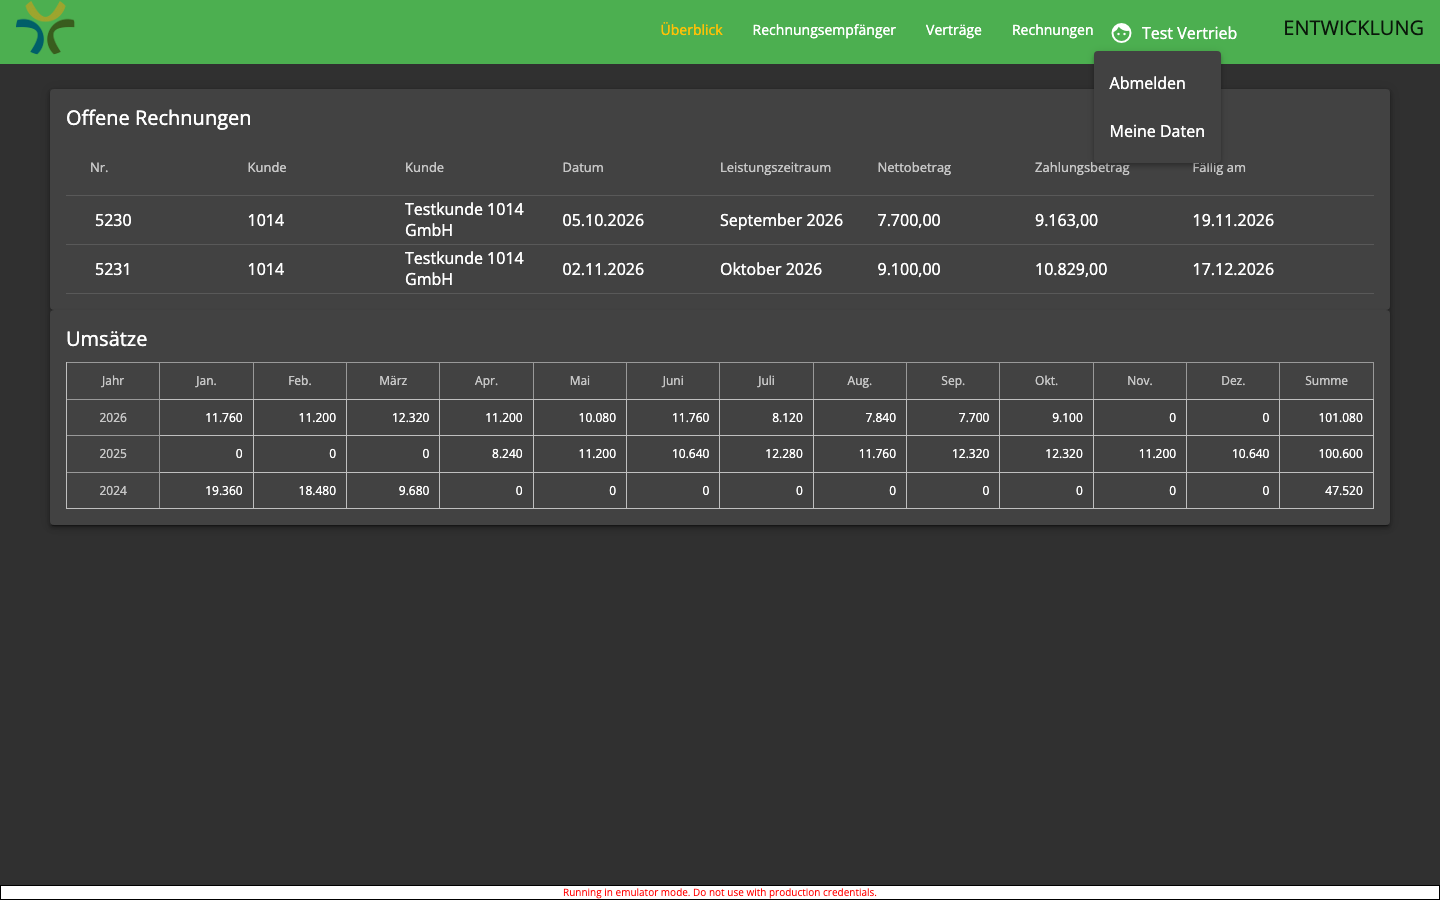 Überblick Rechnungsempfänger Verträge Rechnungen Test Vertrieb ENTWICKLUNG
Abmelden
Meine Daten
Offene Rechnungen
Nr. Kunde Kunde Datum Leistungszeitraum Nettobetrag Zahlungsbetrag Fällig am
5230 1014 Testkunde 1014 GmbH 05.10.2026 September 2026 7.700,00 9.163,00 19.11.2026
5231 1014 Testkunde 1014 GmbH 02.11.2026 Oktober 2026 9.100,00 10.829,00 17.12.2026
Umsätze
Jahr Jan. Feb. März Apr. Mai Juni Juli Aug. Sep. Okt. Nov. Dez. Summe
2026 11.760 11.200 12.320 11.200 10.080 11.760 8.120 7.840 7.700 9.100 0 0 101.080
2025 0 0 0 8.240 11.200 10.640 12.280 11.760 12.320 12.320 11.200 10.640 100.600
2024 19.360 18.480 9.680 0 0 0 0 0 0 0 0 0 47.520
Running in emulator mode. Do not use with production credentials.